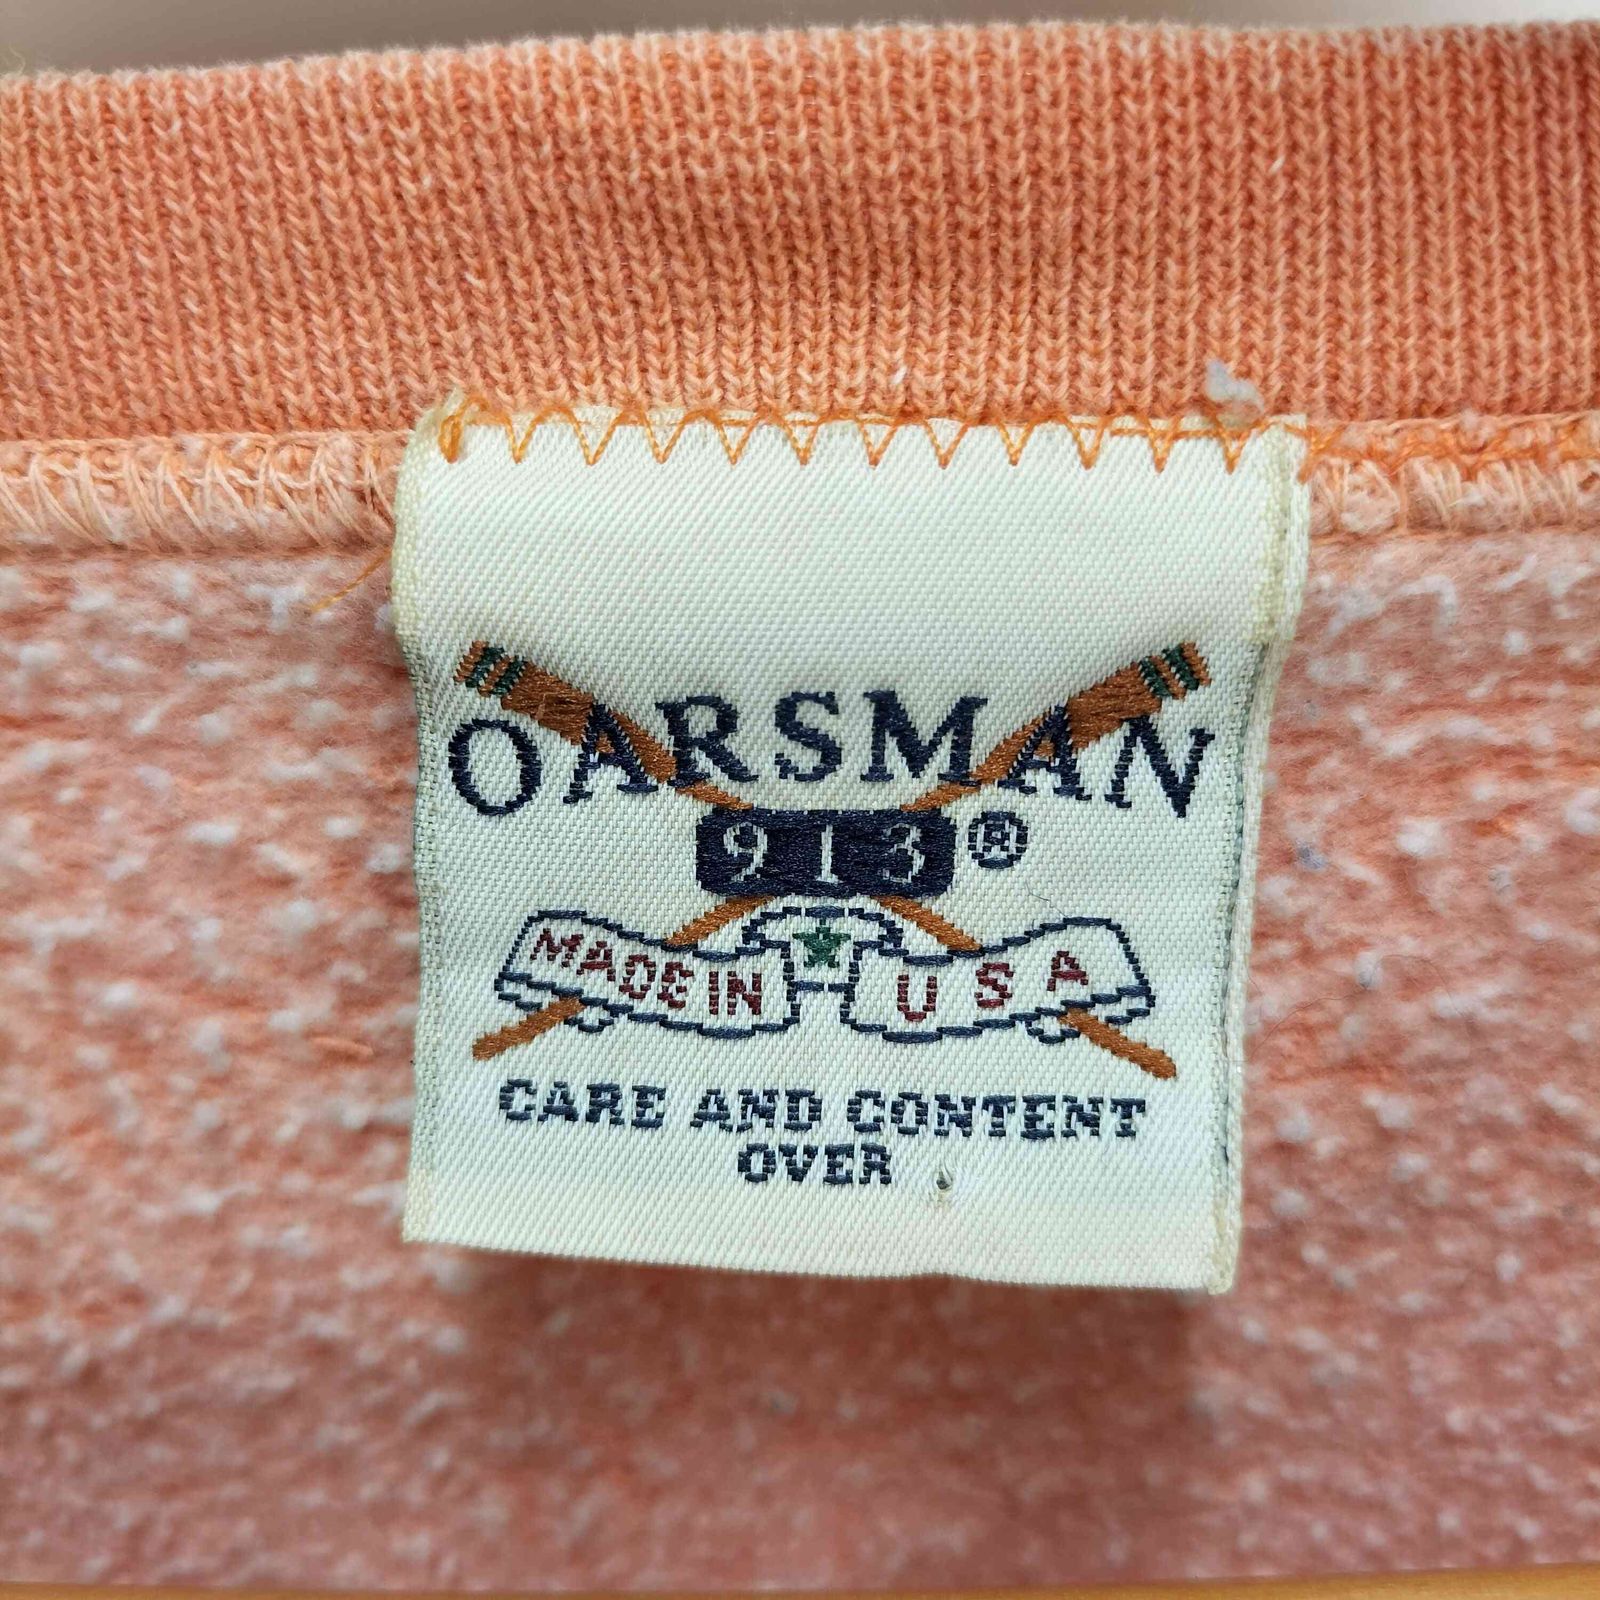 OARSMAN
913®
MADE IN USA
CARE AND CONTENT
OVER